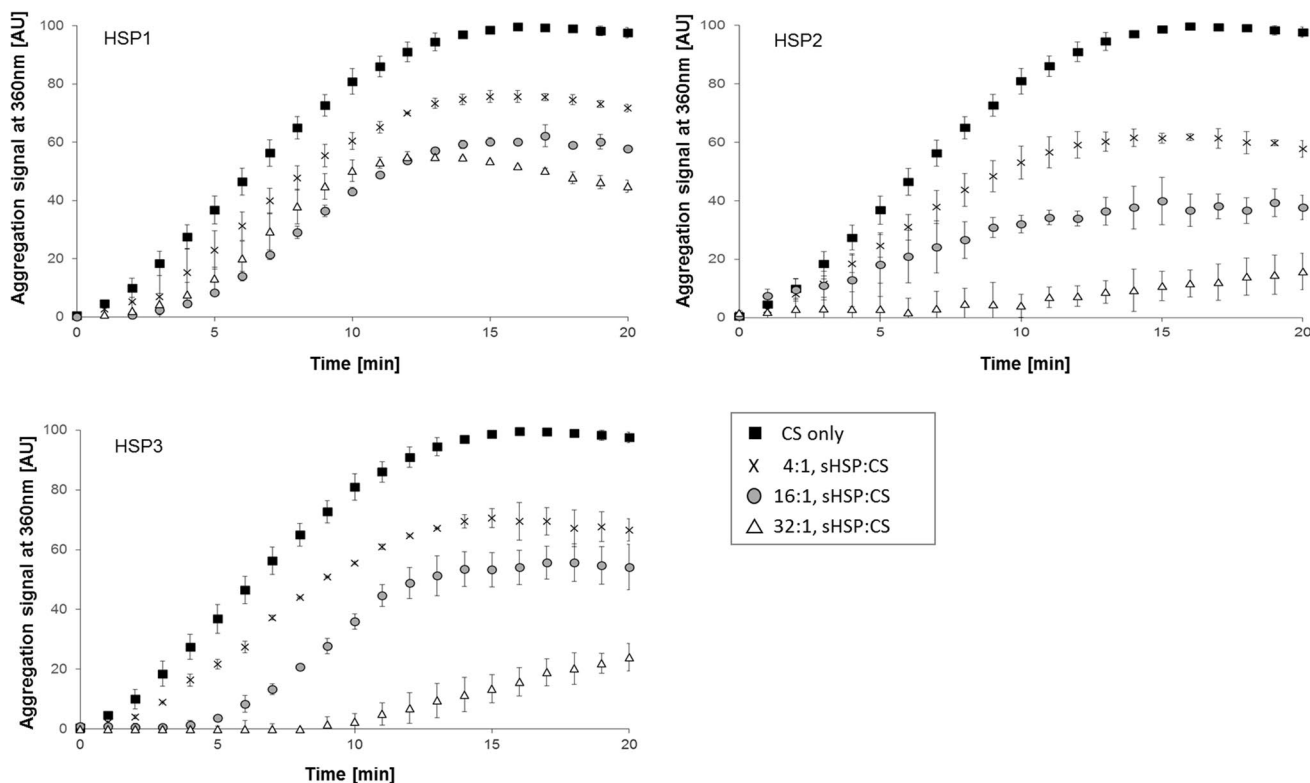 HSP1
Aggregation signal at 360nm [AU]
100
80
60
40
20
0
0 5 10 15 20
Time [min]
HSP2
Aggregation signal at 360nm [AU]
100
80
60
40
20
0
0 5 10 15 20
Time [min]
HSP3
Aggregation signal at 360nm [AU]
100
80
60
40
20
0
0 5 10 15 20
Time [min]
CS only
4:1, sHSP:CS
16:1, sHSP:CS
32:1, sHSP:CS